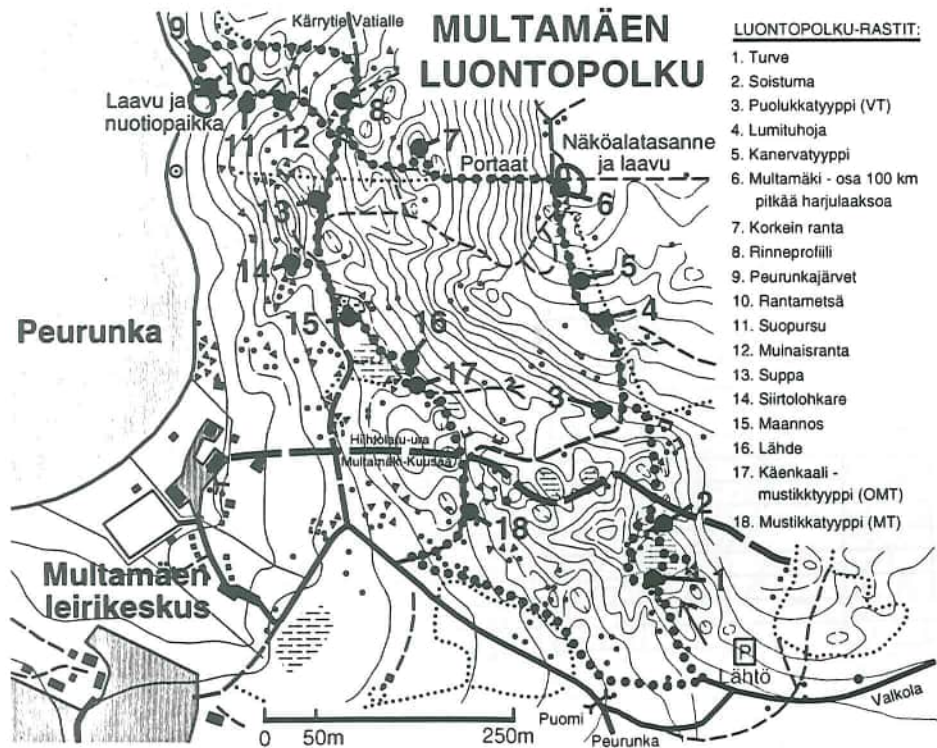 MULTAMÄEN
LUONTOPOLKU
Kärrytie Vatialle
9
10
Laavu ja
nuotiopaikka
11
12
8
7
Portaat
Näköalatasanne
ja laavu
6
13
5
14
4
Peurunka
15
16
17
3
Hiihtolatu-ura
Multamäki-Kuusaa
2
18
1
Multamäen
leirikeskus
P
Lähtö
Valkola
Puomi
Peurunka
0 50m 250m
LUONTOPOLKU-RASTIT:
1. Turve
2. Soistuma
3. Puolukkatyyppi (VT)
4. Lumituhoja
5. Kanervatyyppi
6. Multamäki - osa 100 km
pitkää harjulaaksoa
7. Korkein ranta
8. Rinneprofiili
9. Peurunkajärvet
10. Rantametsä
11. Suopursu
12. Muinaisranta
13. Suppa
14. Siirtolohkare
15. Maannos
16. Lähde
17. Käenkaali -
mustikktyyppi (OMT)
18. Mustikkatyyppi (MT)